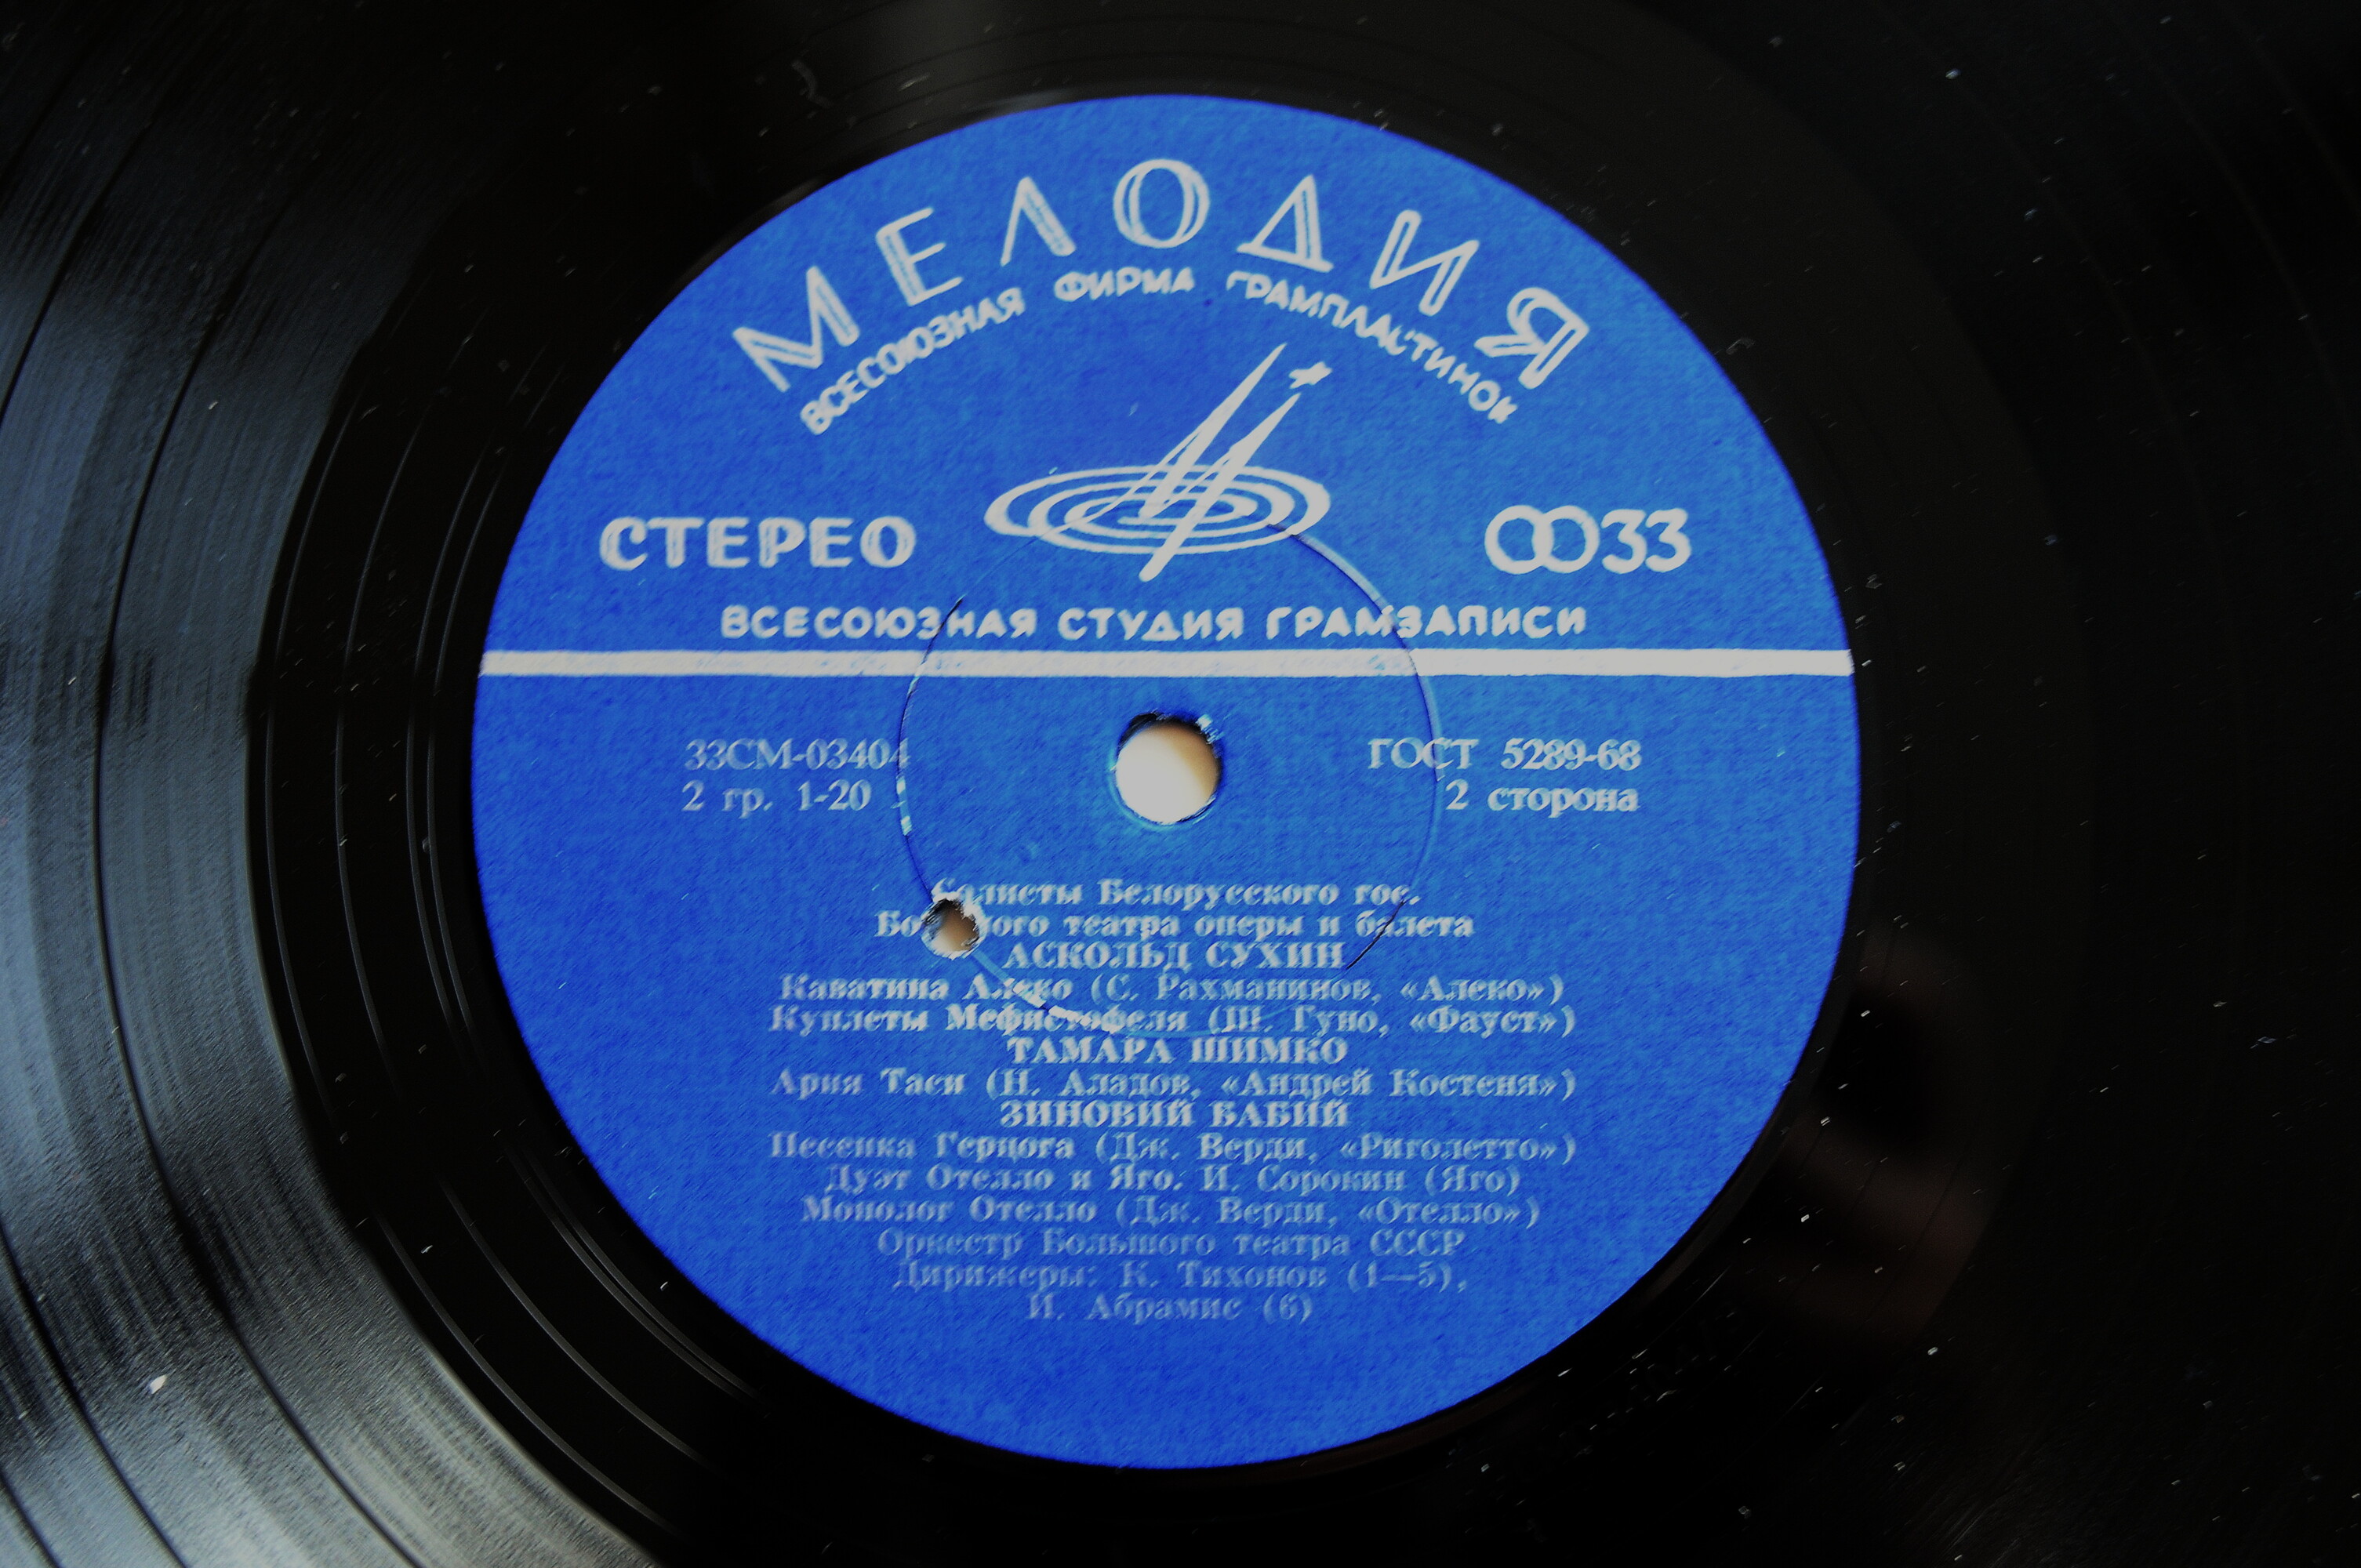 МЕЛОДИЯ
ВСЕСОЮЗНАЯ ФИРМА ГРАМПЛАСТИНОК
СТЕРЕО
33
ВСЕСОЮЗНАЯ СТУДИЯ ГРАМЗАПИСИ
33СМ-03404
ГОСТ 5289-68
2 гр. 1-20
2 сторона
Солисты Белорусского гос.
театра оперы и балета
АСКОЛЬД СУХИН
Каватина Алеко (С. Рахманинов, «Алеко»)
Куплеты Мефистофеля (Ш. Гуно, «Фауст»)
ТАМАРА ШИМКО
Ария Таси (Н. Аладов, «Андрей Костеня»)
ЗИНОВИЙ БАБИЙ
Песенка Герцога (Дж. Верди, «Риголетто»)
Дуэт Отелло и Яго. И. Сорокин (Яго)
Монолог Отелло (Дж. Верди, «Отелло»)
Оркестр Большого театра СССР
Дирижеры: К. Тихонов (1—5),
И. Абрамис (6)